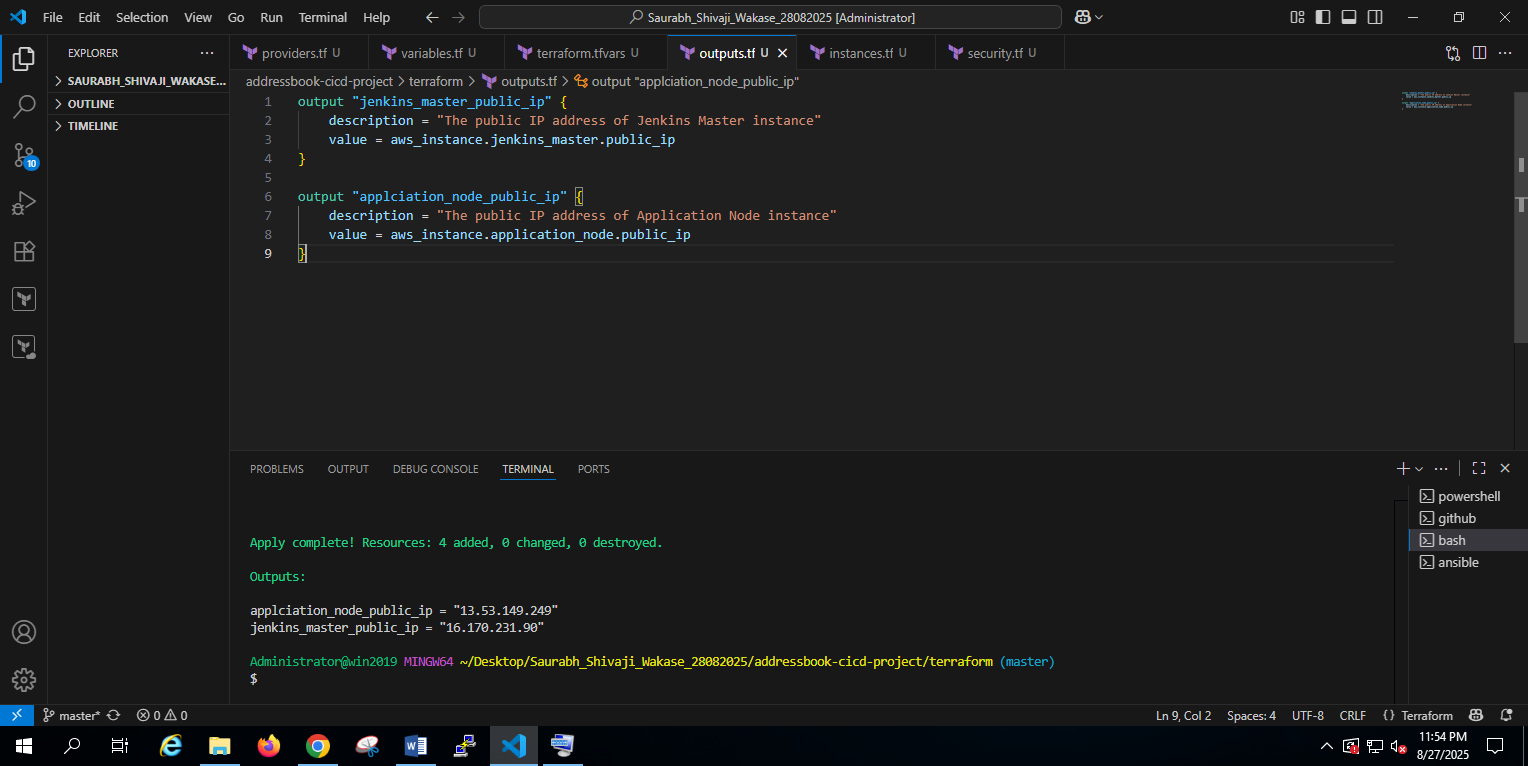 File Edit Selection View Go Run Terminal Help
Saurabh_Shivaji_Wakase_28082025 [Administrator]
EXPLORER
SAURABH_SHIVAJI_WAKASE...
OUTLINE
TIMELINE
10
providers.tf U
variables.tf U
terraform.tfvars U
outputs.tf U
instances.tf U
security.tf U
addressbook-cicd-project > terraform > outputs.tf > output "applciation_node_public_ip"
1 output "jenkins_master_public_ip" {
2 description = "The public IP address of Jenkins Master instance"
3 value = aws_instance.jenkins_master.public_ip
4 }
5
6 output "applciation_node_public_ip" {
7 description = "The public IP address of Application Node instance"
8 value = aws_instance.application_node.public_ip
9 }
PROBLEMS OUTPUT DEBUG CONSOLE TERMINAL PORTS
Apply complete! Resources: 4 added, 0 changed, 0 destroyed.
Outputs:
applciation_node_public_ip = "13.53.149.249"
jenkins_master_public_ip = "16.170.231.90"
Administrator@win2019 MINGW64 ~/Desktop/Saurabh_Shivaji_Wakase_28082025/addressbook-cicd-project/terraform (master)
$
powershell
github
bash
ansible
master* 0 0
Ln 9, Col 2 Spaces: 4 UTF-8 CRLF {} Terraform
11:54 PM
8/27/2025